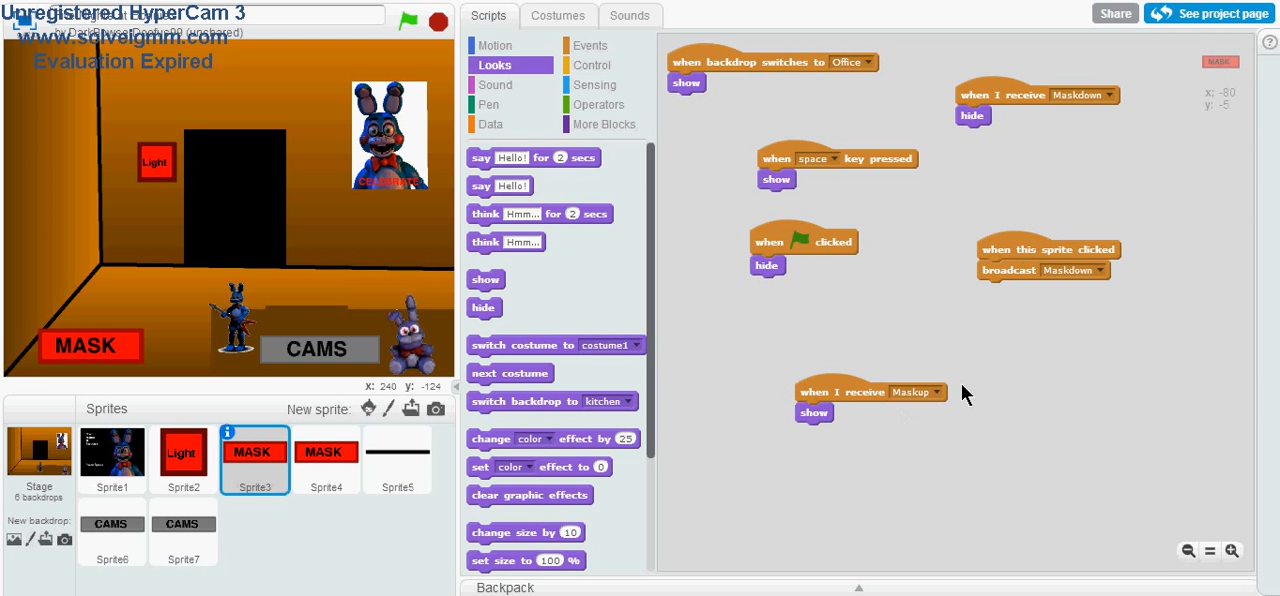 Unregistered HyperCam 3
by DarkBowserDoofus99 (unshared)
www.solveigmm.com
Evaluation Expired
Light
CELEBRATE
MASK
CAMS
x: 240 y: -124
Scripts
Costumes
Sounds
Share
See project page
Motion
Looks
Sound
Pen
Data
Events
Control
Sensing
Operators
More Blocks
say Hello! for 2 secs
say Hello!
think Hmm... for 2 secs
think Hmm...
show
hide
switch costume to costume1
next costume
switch backdrop to kitchen
change color effect by 25
set color effect to 0
clear graphic effects
change size by 10
set size to 100 %
when backdrop switches to Office
show
when I receive Maskdown
hide
MASK
x: -80
y: -5
?
when space key pressed
show
when clicked
hide
when this sprite clicked
broadcast Maskdown
when I receive Maskup
show
Backpack
Sprites
New sprite:
Stage
6 backdrops
New backdrop:
Sprite1
Light
Sprite2
i
MASK
Sprite3
MASK
Sprite4
Sprite5
CAMS
Sprite6
CAMS
Sprite7